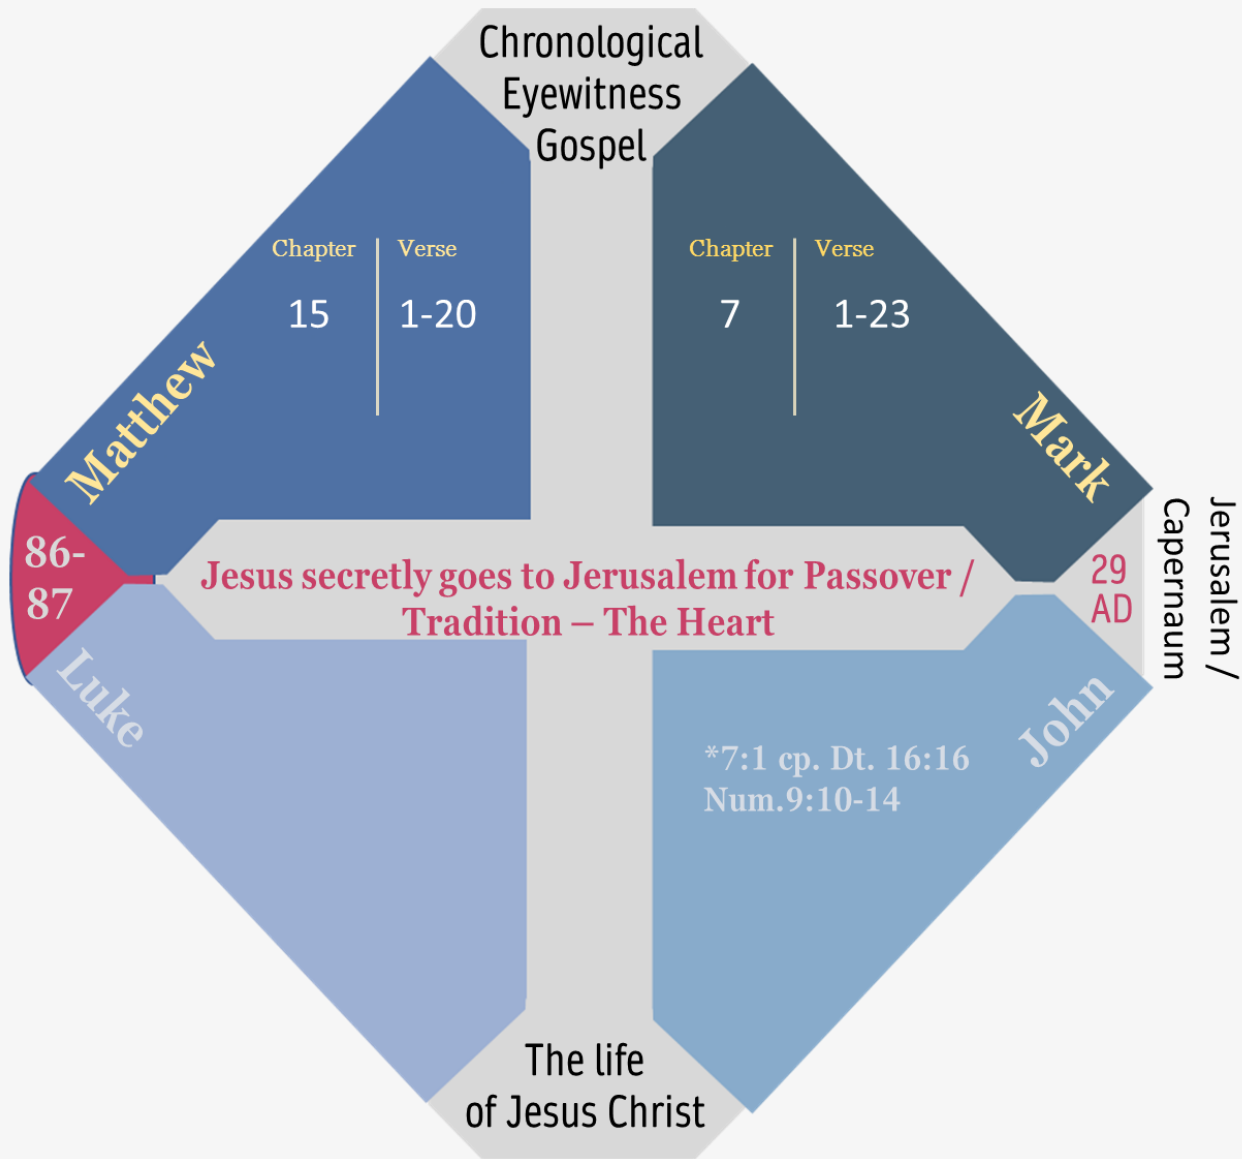 Chronological
Eyewitness
Gospel
Chapter
Verse
15
1-20
Matthew
Chapter
Verse
7
1-23
Mark
86-
87
Jesus secretly goes to Jerusalem for Passover /
Tradition – The Heart
29
AD
Jerusalem /
Capernaum
Luke
John
*7:1 cp. Dt. 16:16
Num.9:10-14
The life
of Jesus Christ